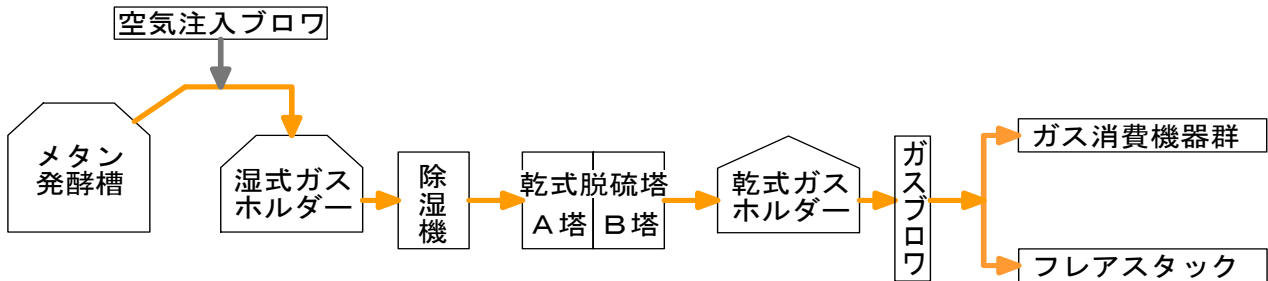 空気注入ブロワ
メタン
発酵槽
湿式ガス
ホルダー
除湿機
乾式脱硫塔
A塔
B塔
乾式ガス
ホルダー
ガスブロワ
ガス消費機器群
フレアスタック